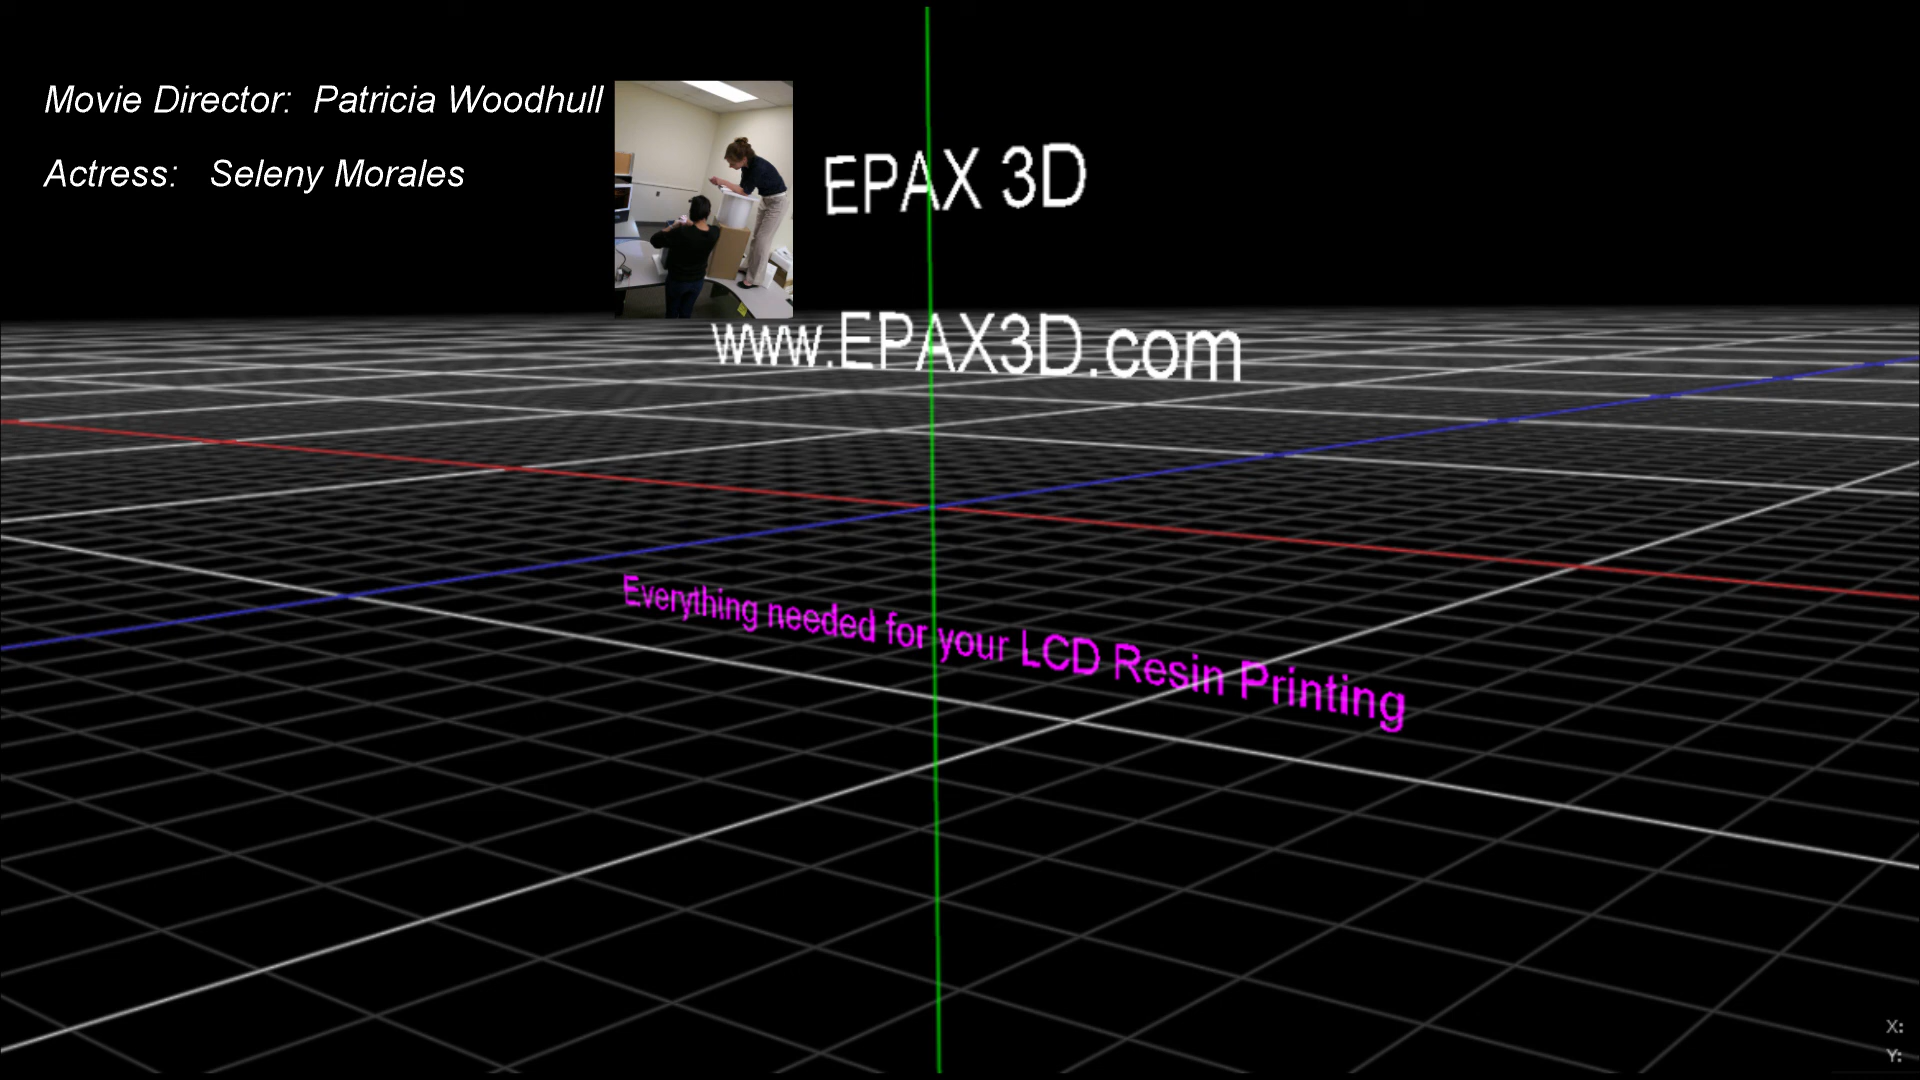 Movie Director: Patricia Woodhull
Actress: Seleny Morales
EPAX 3D
www.EPAX3D.com
Everything needed for your LCD Resin Printing
X:
Y: